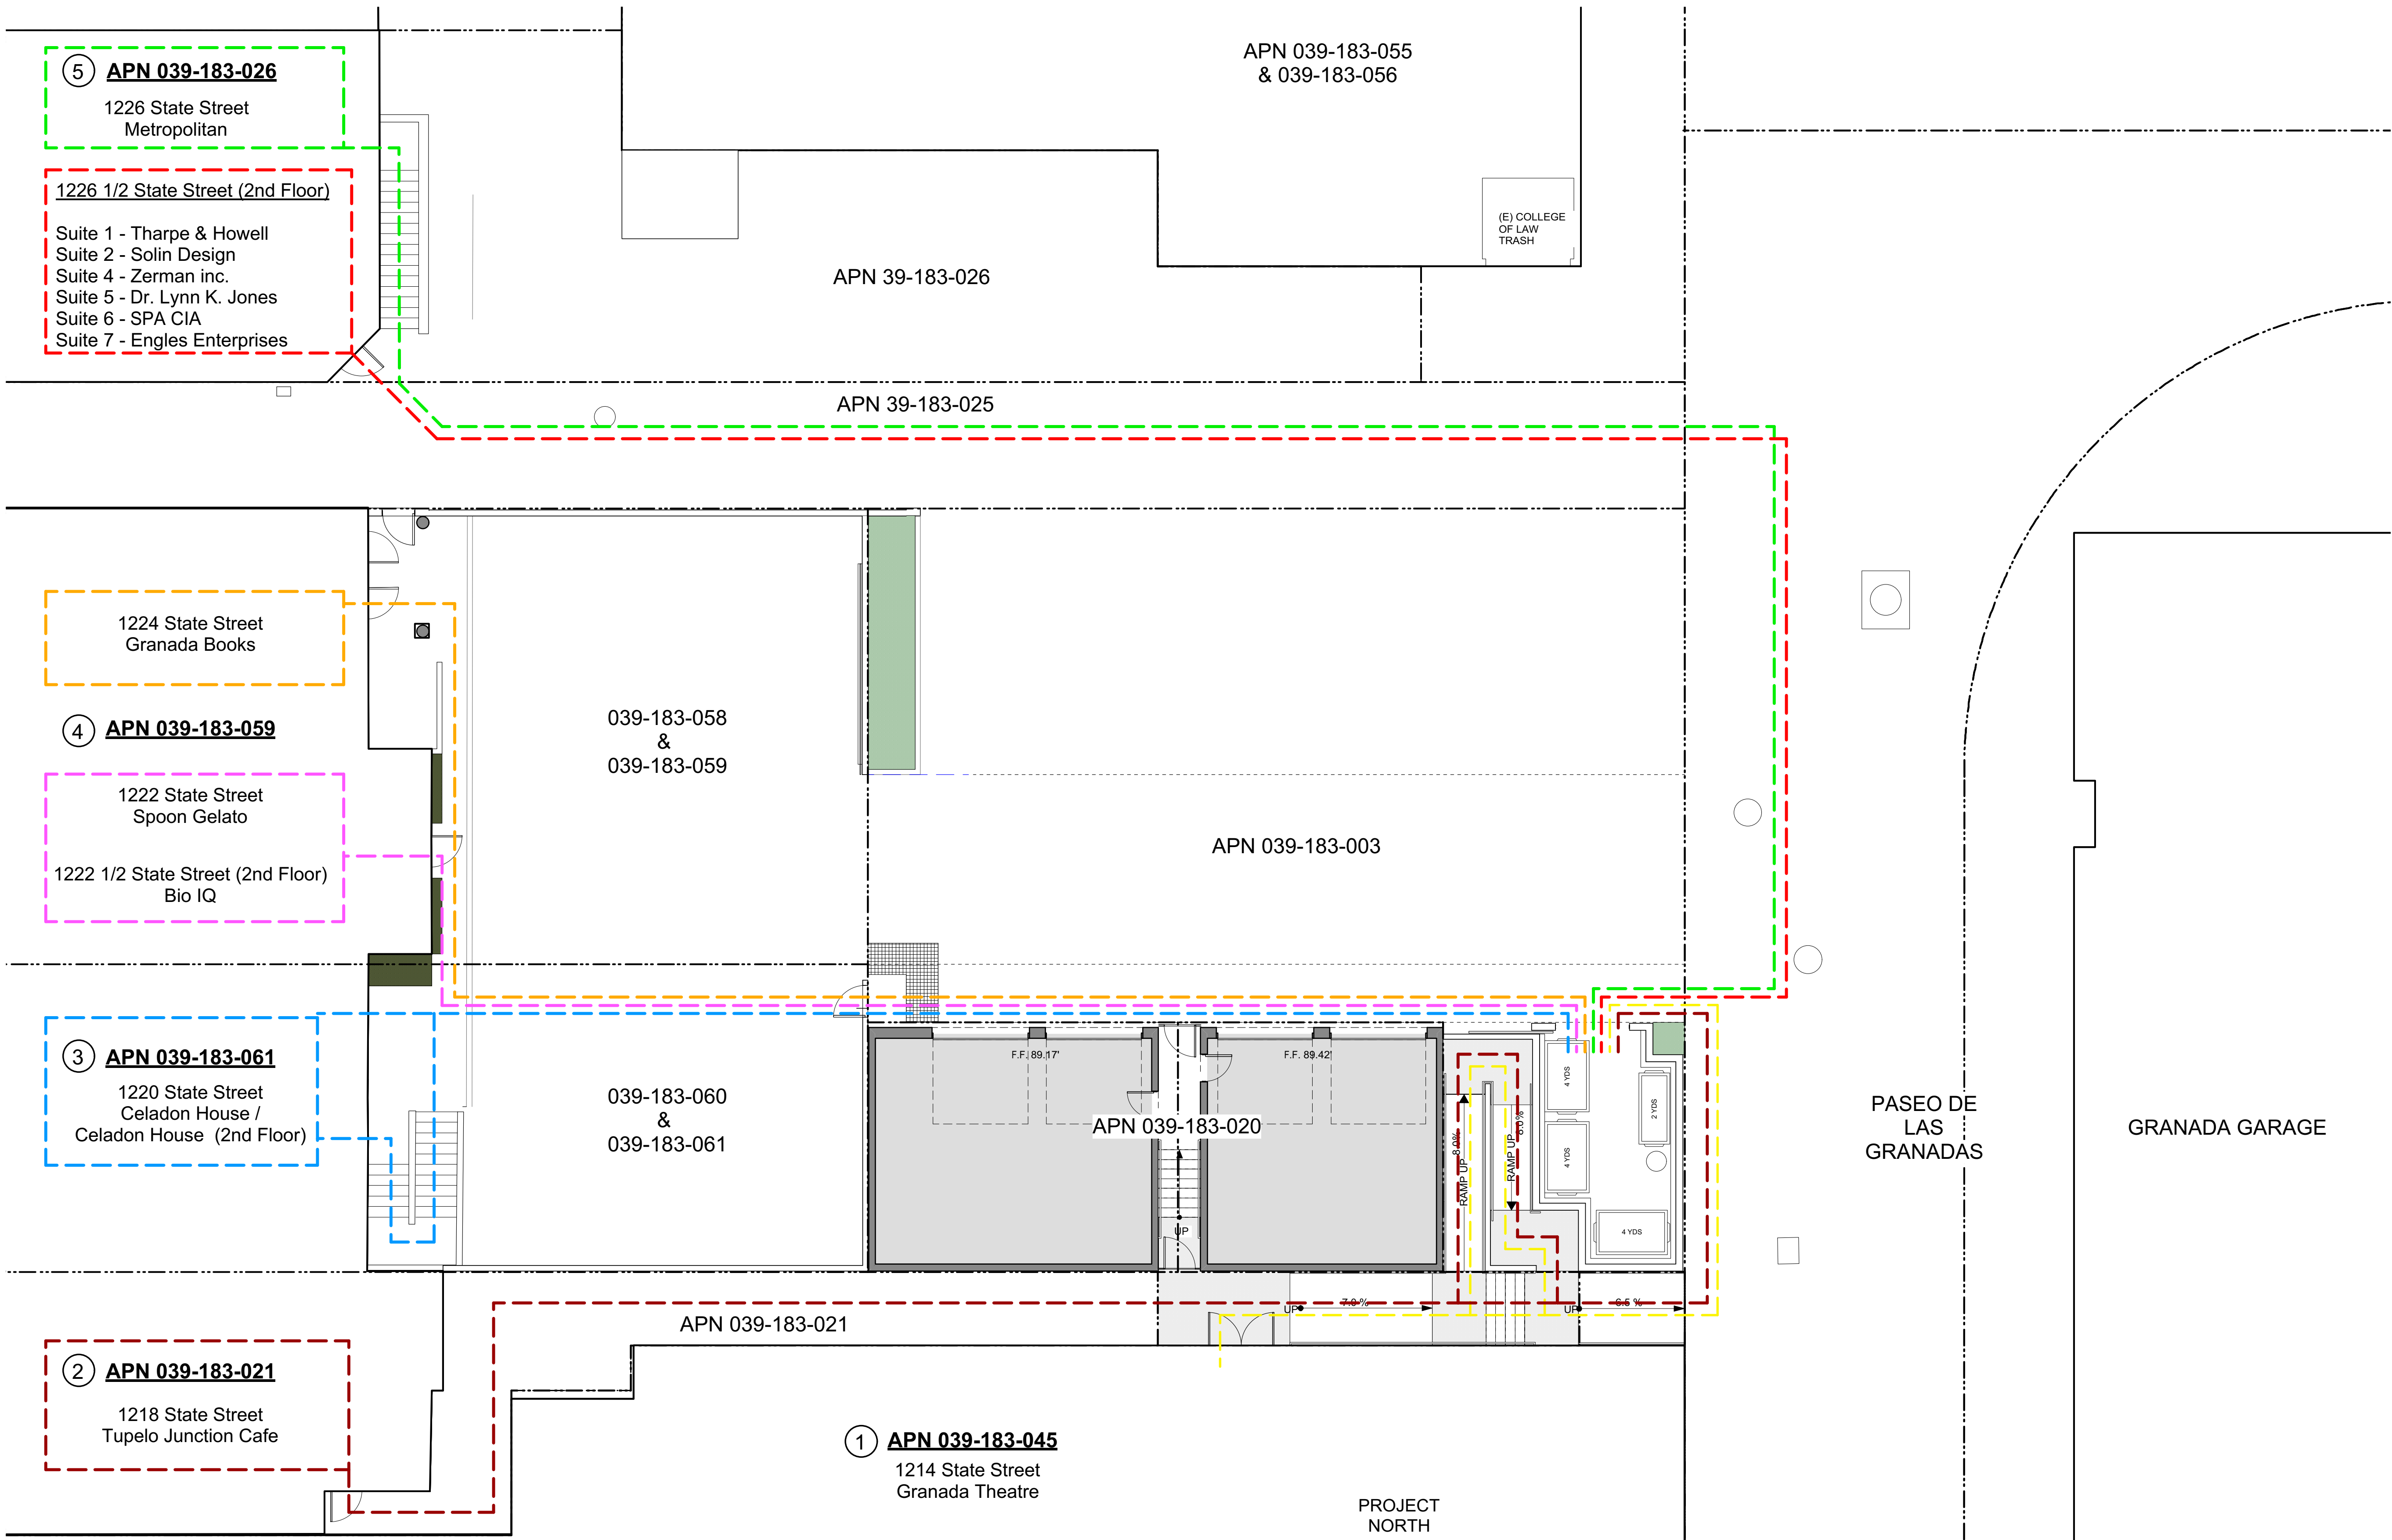 5 APN 039-183-026
1226 State Street
Metropolitan
1226 1/2 State Street (2nd Floor)
Suite 1 - Tharpe & Howell
Suite 2 - Solin Design
Suite 4 - Zerman inc.
Suite 5 - Dr. Lynn K. Jones
Suite 6 - SPA CIA
Suite 7 - Engles Enterprises
APN 039-183-055
& 039-183-056
(E) COLLEGE
OF LAW
TRASH
APN 39-183-026
APN 39-183-025
1224 State Street
Granada Books
4 APN 039-183-059
1222 State Street
Spoon Gelato
1222 1/2 State Street (2nd Floor)
Bio IQ
039-183-058
&
039-183-059
APN 039-183-003
3 APN 039-183-061
1220 State Street
Celadon House /
Celadon House (2nd Floor)
039-183-060
&
039-183-061
F.F. 89.17'
F.F. 89.42'
APN 039-183-020
UP
RAMP UP
8.0%
RAMP UP
8.0%
4 YDS
4 YDS
2 YDS
4 YDS
PASEO DE
LAS
GRANADAS
GRANADA GARAGE
UP
7.9 %
UP
6.5 %
APN 039-183-021
2 APN 039-183-021
1218 State Street
Tupelo Junction Cafe
1 APN 039-183-045
1214 State Street
Granada Theatre
PROJECT
NORTH